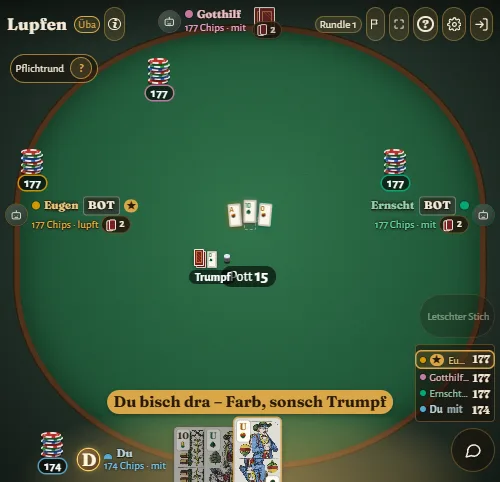 Lupfen
Üba
Gotthilf
177 Chips · mit
2
Rundle 1
?
Pflichtrund ?
177
177
177
Eugen BOT
177 Chips · lupft 2
Ernscht BOT
177 Chips · mit 2
Trumpf
Pott 15
Letschter Stich
Eu... 177
Gotthilf... 177
Ernscht... 177
Du mit 174
Du bisch dra – Farb, sonsch Trumpf
10
U
U
D
Du
174 Chips · mit
174